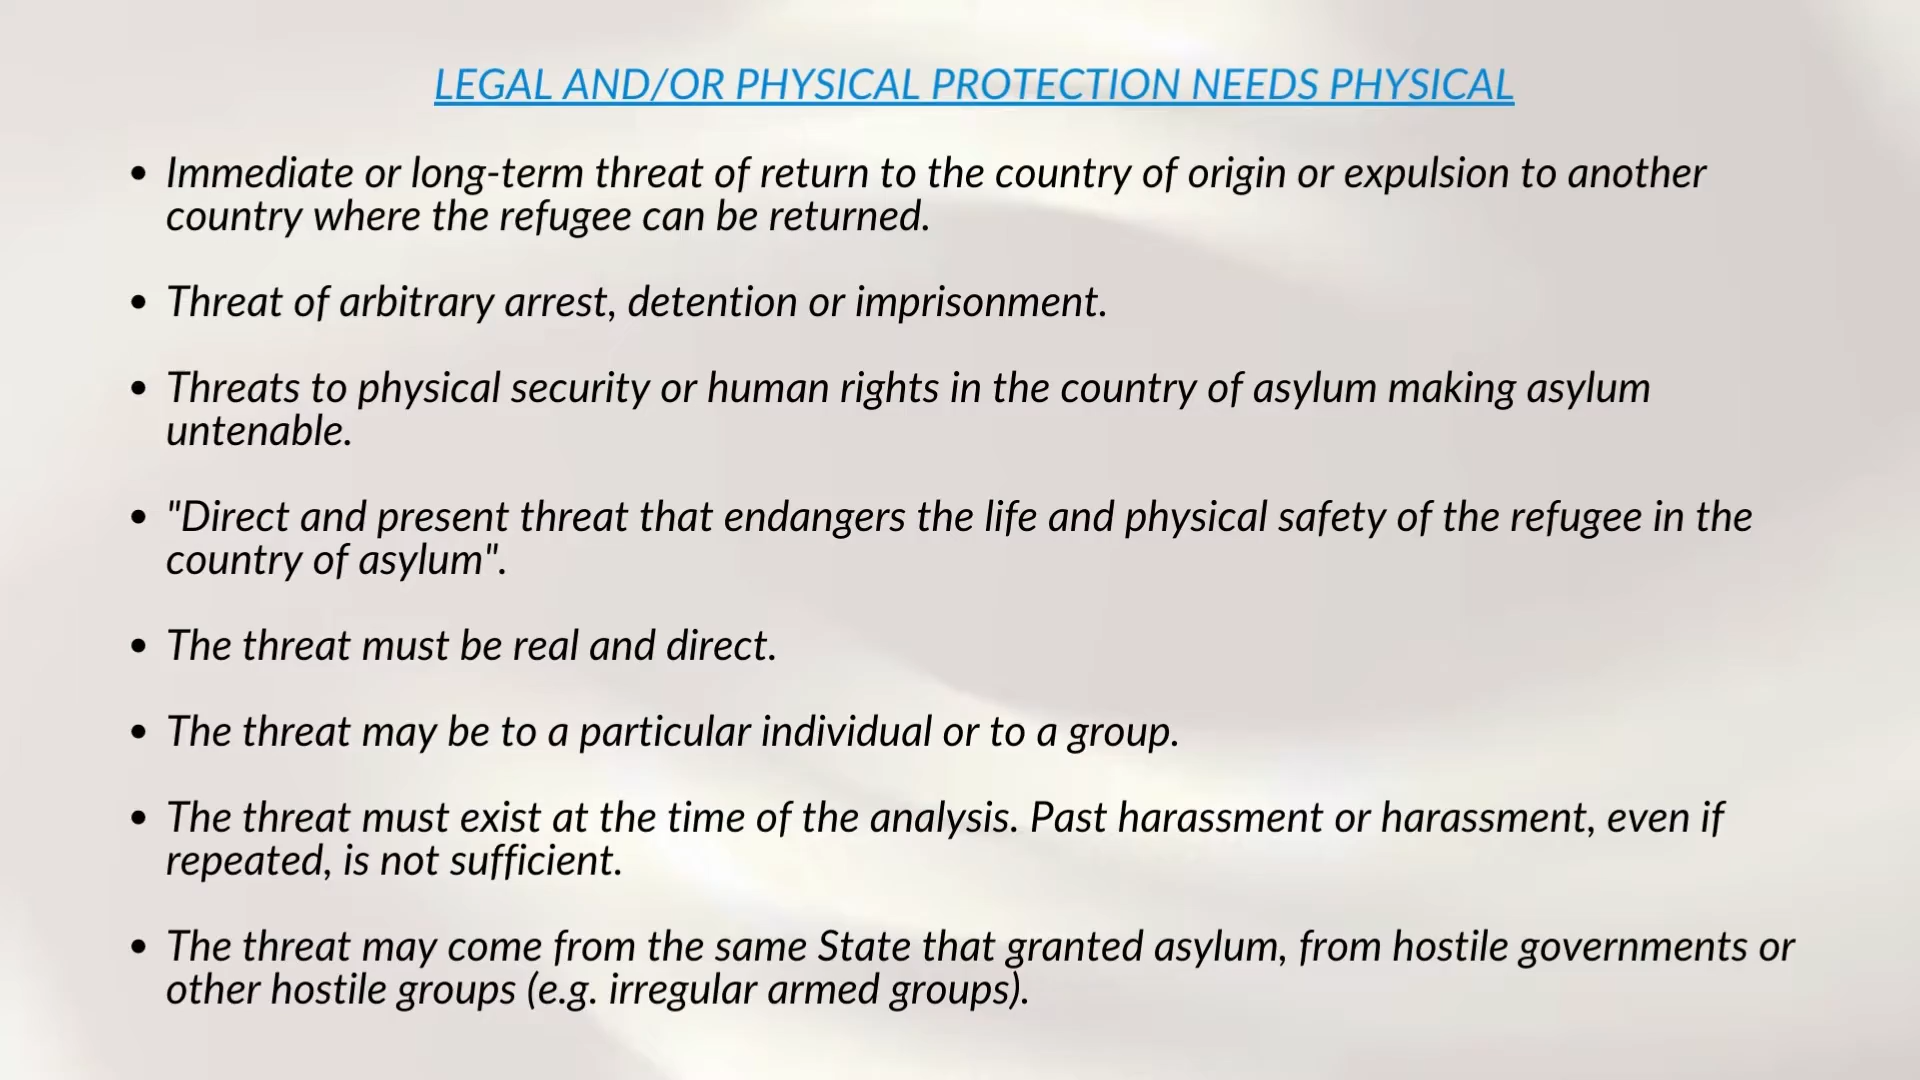 LEGAL AND/OR PHYSICAL PROTECTION NEEDS PHYSICAL
• Immediate or long-term threat of return to the country of origin or expulsion to another
country where the refugee can be returned.
• Threat of arbitrary arrest, detention or imprisonment.
• Threats to physical security or human rights in the country of asylum making asylum
untenable.
• "Direct and present threat that endangers the life and physical safety of the refugee in the
country of asylum".
• The threat must be real and direct.
• The threat may be to a particular individual or to a group.
• The threat must exist at the time of the analysis. Past harassment or harassment, even if
repeated, is not sufficient.
• The threat may come from the same State that granted asylum, from hostile governments or
other hostile groups (e.g. irregular armed groups).